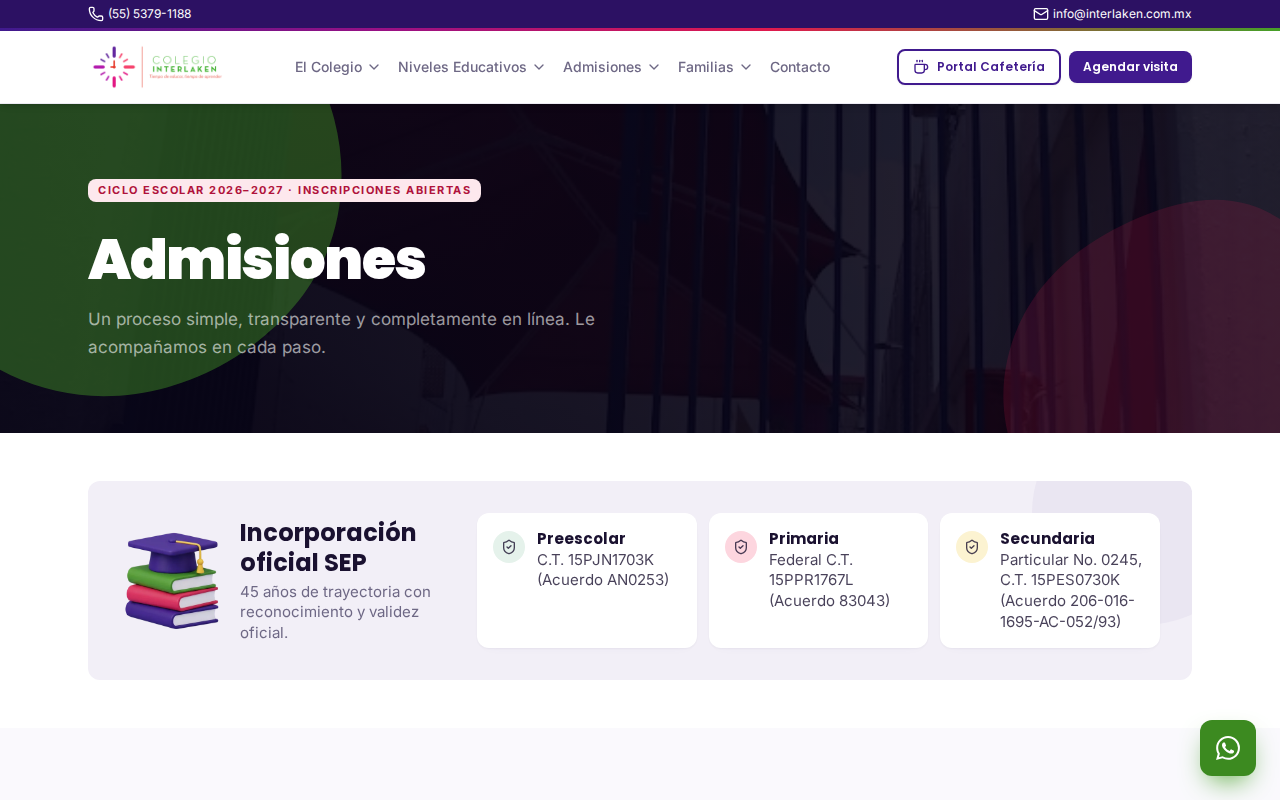 (55) 5379-1188
info@interlaken.com.mx
COLEGIO
INTERLAKEN
El Colegio
Niveles Educativos
Admisiones
Familias
Contacto
Portal Cafetería
Agendar visita
CICLO ESCOLAR 2026–2027 · INSCRIPCIONES ABIERTAS
Admisiones
Un proceso simple, transparente y completamente en línea. Le
acompañamos en cada paso.
Incorporación
oficial SEP
45 años de trayectoria con
reconocimiento y validez
oficial.
Preescolar
C.T. 15PJN1703K
(Acuerdo AN0253)
Primaria
Federal C.T.
15PPR1767L
(Acuerdo 83043)
Secundaria
Particular No. 0245,
C.T. 15PES0730K
(Acuerdo 206-016-
1695-AC-052/93)